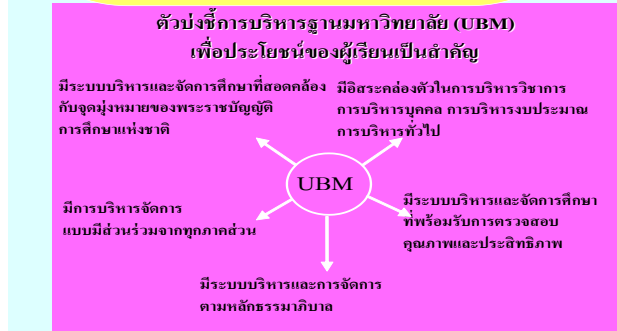 ตัวบ่งชี้การบริหารฐานมหาวิทยาลัย (UBM)
เพื่อประโยชน์ของผู้เรียนเป็นสำคัญ
มีระบบบริหารและจัดการศึกษาที่สอดคล้อง
กับจุดมุ่งหมายของพระราชบัญญัติ
การศึกษาแห่งชาติ
มีอิสระคล่องตัวในการบริหารวิชาการ
การบริหารบุคคล การบริหารงบประมาณ
การบริหารทั่วไป
UBM
มีการบริหารจัดการ
แบบมีส่วนร่วมจากทุกภาคส่วน
มีระบบบริหารและจัดการศึกษา
ที่พร้อมรับการตรวจสอบ
คุณภาพและประสิทธิภาพ
มีระบบบริหารและการจัดการ
ตามหลักธรรมาภิบาล